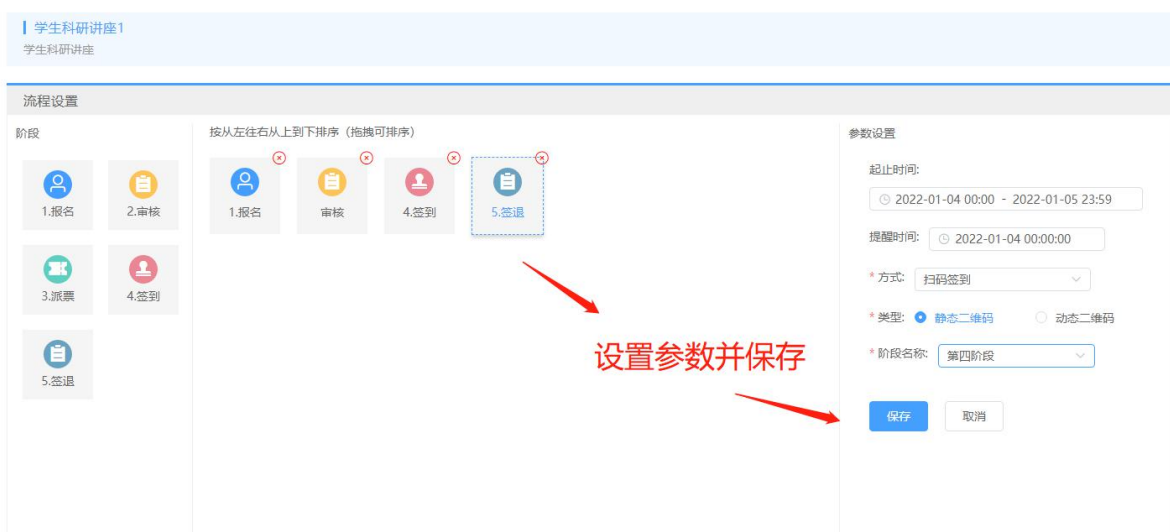 学生科研讲座1
学生科研讲座
流程设置
阶段
按从左往右从上到下排序（拖拽可排序）
参数设置
1.报名
2.审核
3.派票
4.签到
5.签退
1.报名
审核
4.签到
5.签退
起止时间:
2022-01-04 00:00 - 2022-01-05 23:59
提醒时间: 2022-01-04 00:00:00
* 方式: 扫码签到
* 类型: 静态二维码 动态二维码
* 阶段名称: 第四阶段
设置参数并保存
保存 取消